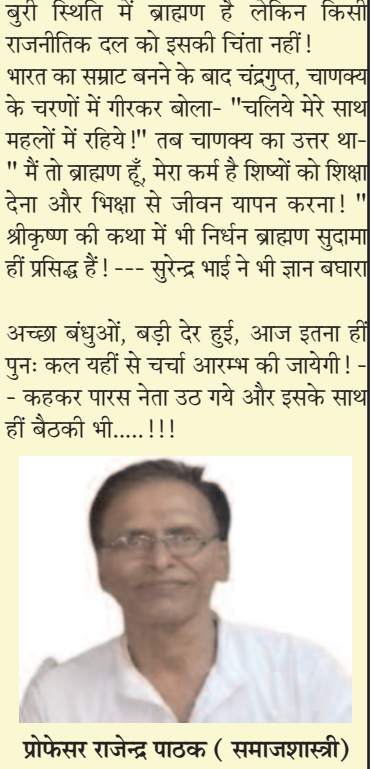 बुरी स्थिति में ब्राह्मण है लेकिन किसी
राजनीतिक दल को इसकी चिंता नहीं!
भारत का सम्राट बनने के बाद चंद्रगुप्त, चाणक्य
के चरणों में गीरकर बोला- "चलिये मेरे साथ
महलों में रहिये!" तब चाणक्य का उत्तर था-
" मैं तो ब्राह्मण हूँ, मेरा कर्म है शिष्यों को शिक्षा
देना और भिक्षा से जीवन यापन करना! "
श्रीकृष्ण की कथा में भी निर्धन ब्राह्मण सुदामा
हीं प्रसिद्ध हैं! --- सुरेन्द्र भाई ने भी ज्ञान बघारा
अच्छा बंधुओं, बड़ी देर हुई, आज इतना हीं
पुनः कल यहीं से चर्चा आरम्भ की जायेगी! -
- कहकर पारस नेता उठ गये और इसके साथ
हीं बैठकी भी.....!!!
प्रोफेसर राजेन्द्र पाठक ( समाजशास्त्री)